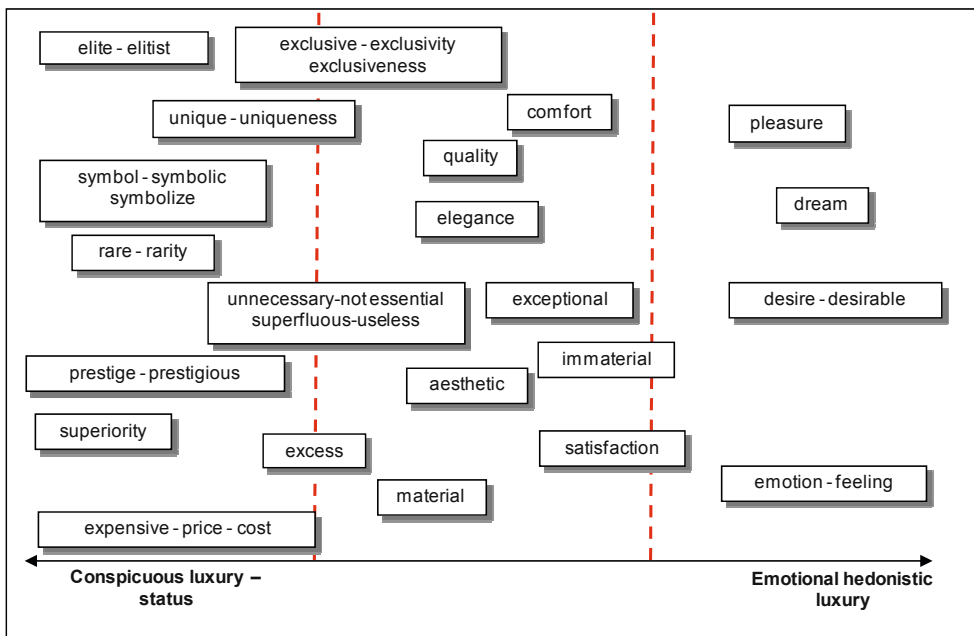 elite - elitist
exclusive - exclusivity
exclusiveness
comfort
unique - uniqueness
pleasure
quality
symbol - symbolic
symbolize
dream
elegance
rare - rarity
unnecessary-not essential
superfluous-useless
exceptional
desire - desirable
immaterial
prestige - prestigious
aesthetic
superiority
excess
satisfaction
emotion - feeling
material
expensive - price - cost
Conspicuous luxury –
status
Emotional hedonistic
luxury